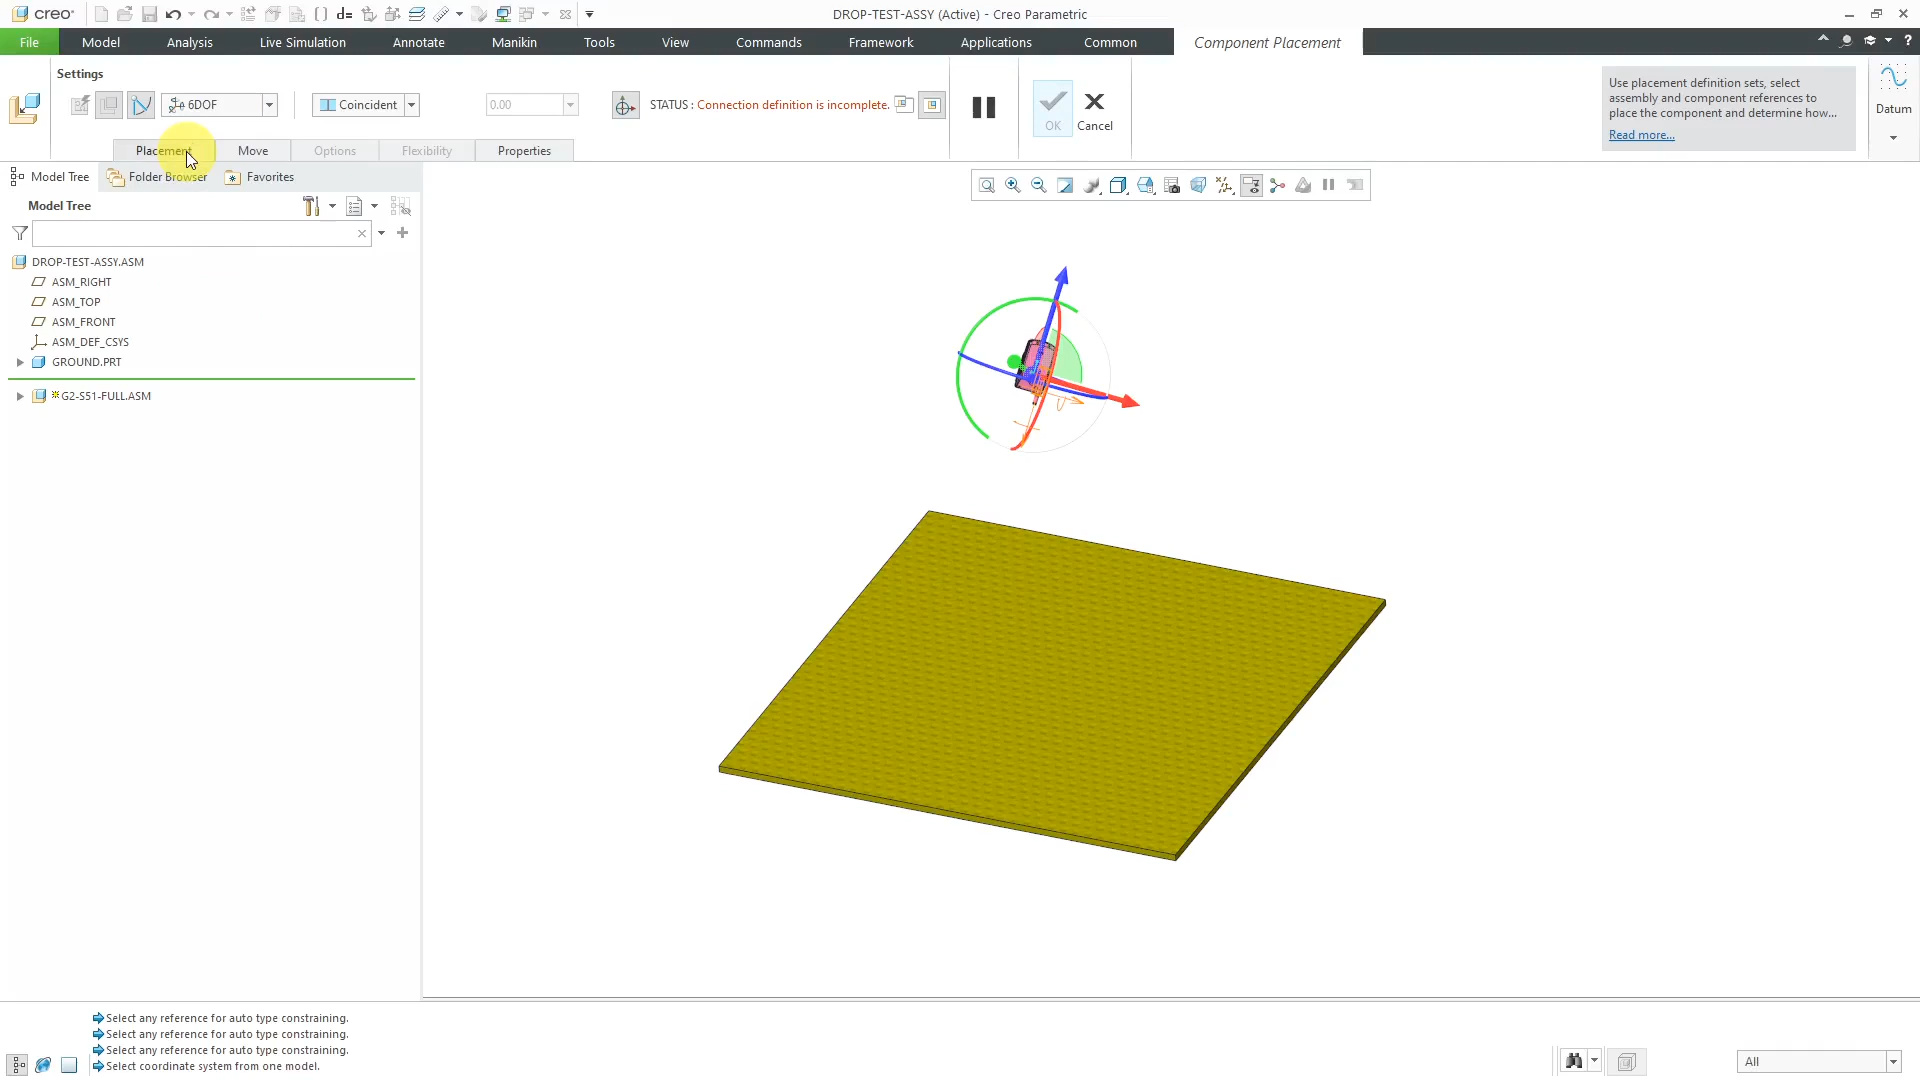 creo
d=
DROP-TEST-ASSY (Active) - Creo Parametric
File
Model
Analysis
Live Simulation
Annotate
Manikin
Tools
View
Commands
Framework
Applications
Common
Component Placement
?
Settings
6DOF
Coincident
0.00
STATUS : Connection definition is incomplete.
OK
Cancel
Use placement definition sets, select
assembly and component references to
place the component and determine how...
Read more...
Datum
Placement
Move
Options
Flexibility
Properties
Model Tree
Folder Browser
Favorites
Model Tree
DROP-TEST-ASSY.ASM
ASM_RIGHT
ASM_TOP
ASM_FRONT
ASM_DEF_CSYS
GROUND.PRT
G2-S51-FULL.ASM
Select any reference for auto type constraining.
Select any reference for auto type constraining.
Select any reference for auto type constraining.
Select coordinate system from one model.
All